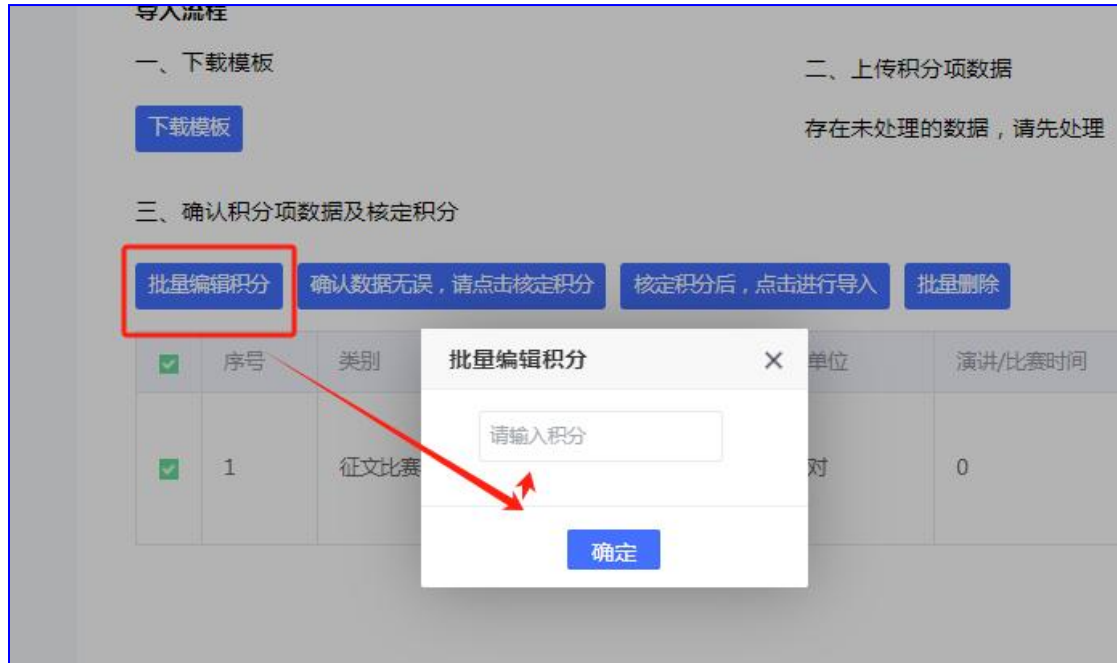 导入流程
一、下载模板
二、上传积分项数据
下载模板
存在未处理的数据，请先处理
三、确认积分项数据及核定积分
批量编辑积分
确认数据无误，请点击核定积分
核定积分后，点击进行导入
批量删除
序号
类别
批量编辑积分
单位
演讲/比赛时间
请输入积分
1
征文比赛
对
0
确定